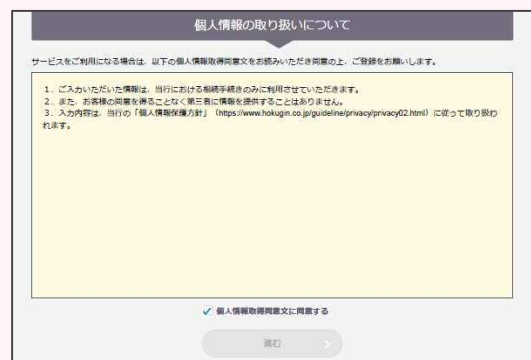 個人情報の取り扱いについて
サービスをご利用になる場合は、以下の個人情報取得同意文をお読みいただき同意の上、ご登録をお願いします。
1．ご入力いただいた情報は、当行における相続手続きのみに利用させていただきます。
2．また、お客様の同意を得ることなく第三者に情報を提供することはありません。
3．入力内容は、当行の「個人情報保護方針」（https://www.hokugin.co.jp/guideline/privacy/privacy02.html）に従って取り扱わ
れます。
個人情報取得同意文に同意する
進む